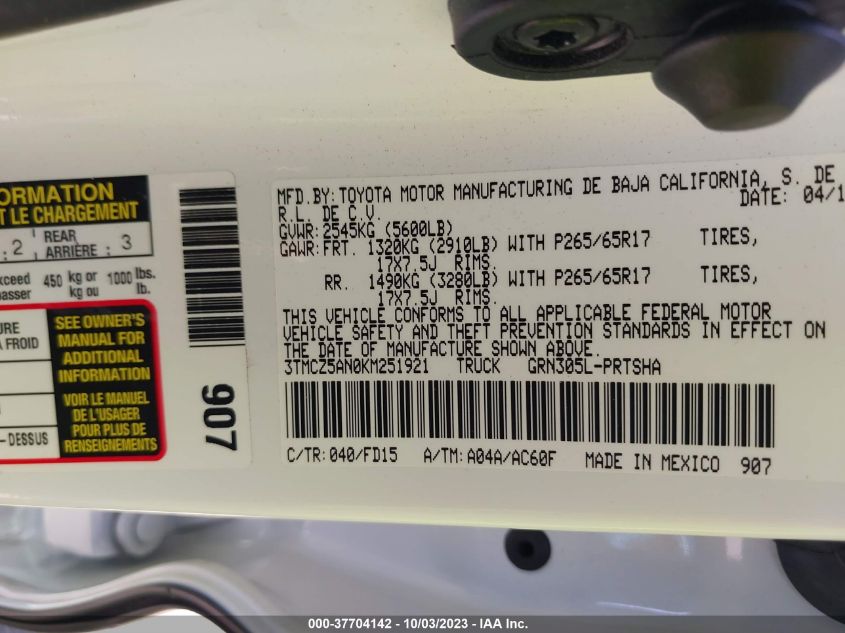 ORMATION
T LE CHARGEMENT
: 2 REAR ARRIÈRE : 3
xceed 450 kg or 1000 lbs.
passer kg ou lb.
URE
A FROID
SEE OWNER'S
MANUAL FOR
ADDITIONAL
INFORMATION
VOIR LE MANUEL
DE L'USAGER
POUR PLUS DE
RENSEIGNEMENTS
- DESSUS
907
MFD.BY: TOYOTA MOTOR MANUFACTURING DE BAJA CALIFORNIA, S. DE
R.L. DE C.V. DATE: 04/1
GVWR: 2545KG (5600LB)
GAWR: FRT. 1320KG (2910LB) WITH P265/65R17 TIRES,
17X7.5J RIMS.
RR. 1490KG (3280LB) WITH P265/65R17 TIRES,
17X7.5J RIMS.
THIS VEHICLE CONFORMS TO ALL APPLICABLE FEDERAL MOTOR
VEHICLE SAFETY AND THEFT PREVENTION STANDARDS IN EFFECT ON
THE DATE OF MANUFACTURE SHOWN ABOVE.
3TMCZ5AN0KM251921 TRUCK GRN305L-PRTSHA
C/TR: 040/FD15 A/TM: A04A/AC60F MADE IN MEXICO 907
000-37704142 - 10/03/2023 - IAA Inc.